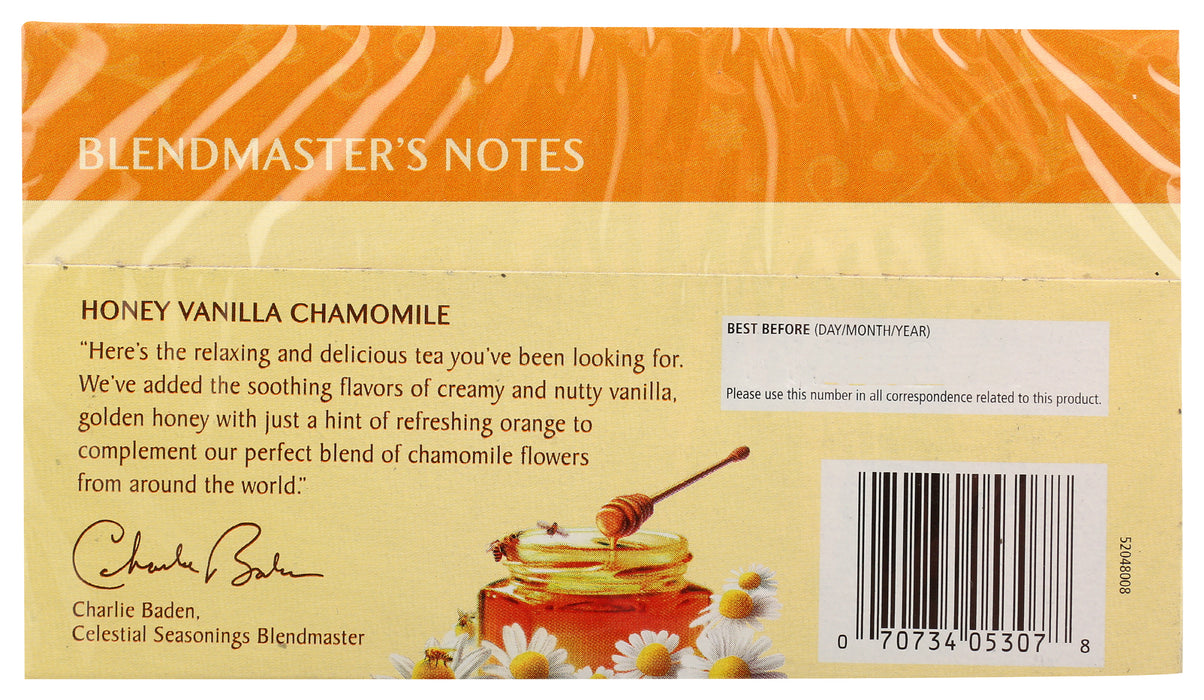 BLENDMASTER'S NOTES
HONEY VANILLA CHAMOMILE
"Here's the relaxing and delicious tea you've been looking for.
We've added the soothing flavors of creamy and nutty vanilla,
golden honey with just a hint of refreshing orange to
complement our perfect blend of chamomile flowers
from around the world."
Charlie Baden
Charlie Baden,
Celestial Seasonings Blendmaster
BEST BEFORE (DAY/MONTH/YEAR)
Please use this number in all correspondence related to this product.
52048008
0 70734 05307 8